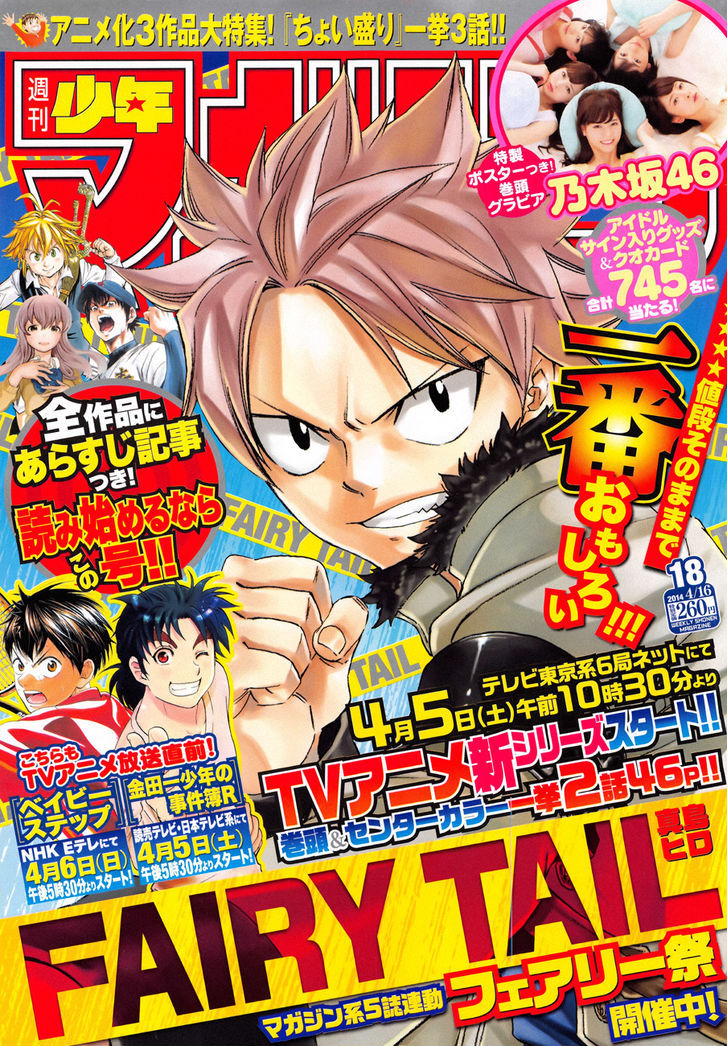 アニメ化3作品大特集!『ちょい盛り』一挙3話!!
週刊
少年
マガジン
特製
ポスターつき!
巻頭
グラビア
乃木坂46
アイドル
サイン入りグッズ
&クオカード
合計745名に
当たる!
値段そのままで
一番
おもしろい!!!
全作品に
あらすじ記事
つき!
読み始めるなら
この号!!
FAIRY TAIL
TAIL
18
2014 4/16
260円
WEEKLY SHONEN
MAGAZINE
テレビ東京系6局ネットにて
4月5日(土)午前10時30分より
TVアニメ新シリーズスタート!!
巻頭&センターカラー一挙2話46P!!
こちらも
TVアニメ放送直前!
ベイビー
ステップ
NHK Eテレにて
4月6日(日)
午後5時30分よりスタート!
金田一少年の
事件簿R
読売テレビ・日本テレビ系にて
4月5日(土)
午後5時30分よりスタート!
真島
ヒロ
FAIRY TAIL
マガジン系5誌連動
フェアリー祭
開催中!